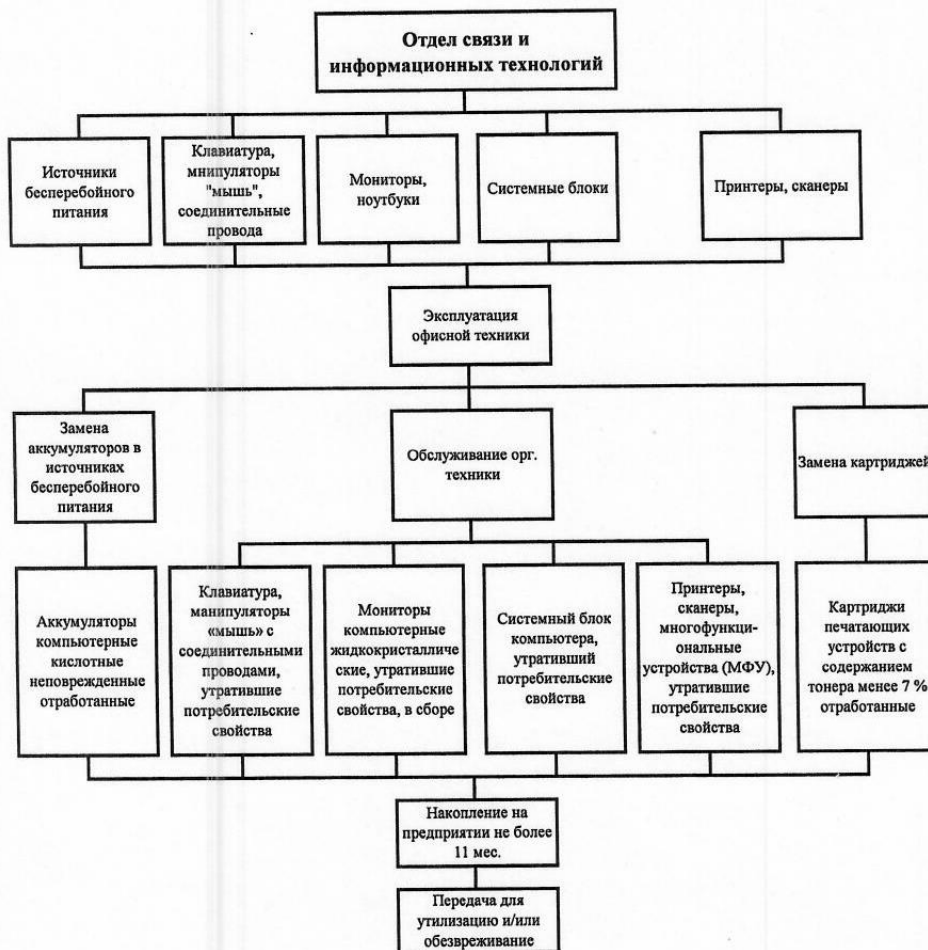 Отдел связи и
информационных технологий
Источники
бесперебойного
питания
Клавиатура,
мнипуляторы
"мышь",
соединительные
провода
Мониторы,
ноутбуки
Системные блоки
Принтеры, сканеры
Эксплуатация
офисной техники
Замена
аккумуляторов в
источниках
бесперебойного
питания
Обслуживание орг.
техники
Замена картриджей
Аккумуляторы
компьютерные
кислотные
неповрежденные
отработанные
Клавиатура,
манипуляторы
«мышь» с
соединительными
проводами,
утратившие
потребительские
свойства
Мониторы
компьютерные
жидкокристалличе
ские, утратившие
потребительские
свойства, в сборе
Системный блок
компьютера,
утративший
потребительские
свойства
Принтеры,
сканеры,
многофункци-
ональные
устройства (МФУ),
утратившие
потребительские
свойства
Картриджи
печатающих
устройств с
содержанием
тонера менее 7 %
отработанные
Накопление на
предприятии не более
11 мес.
Передача для
утилизацию и/или
обезвреживание